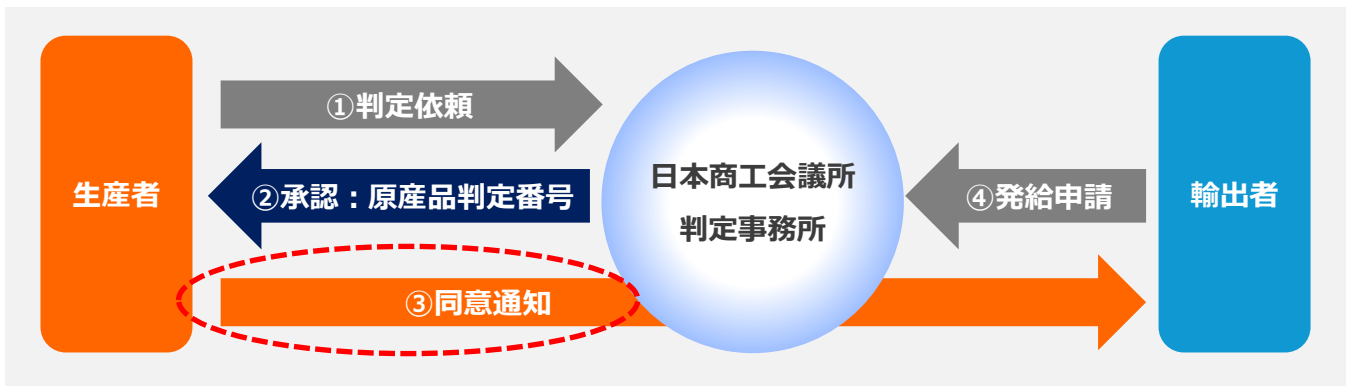 生産者
①判定依頼
②承認：原産品判定番号
③同意通知
日本商工会議所
判定事務所
④発給申請
輸出者